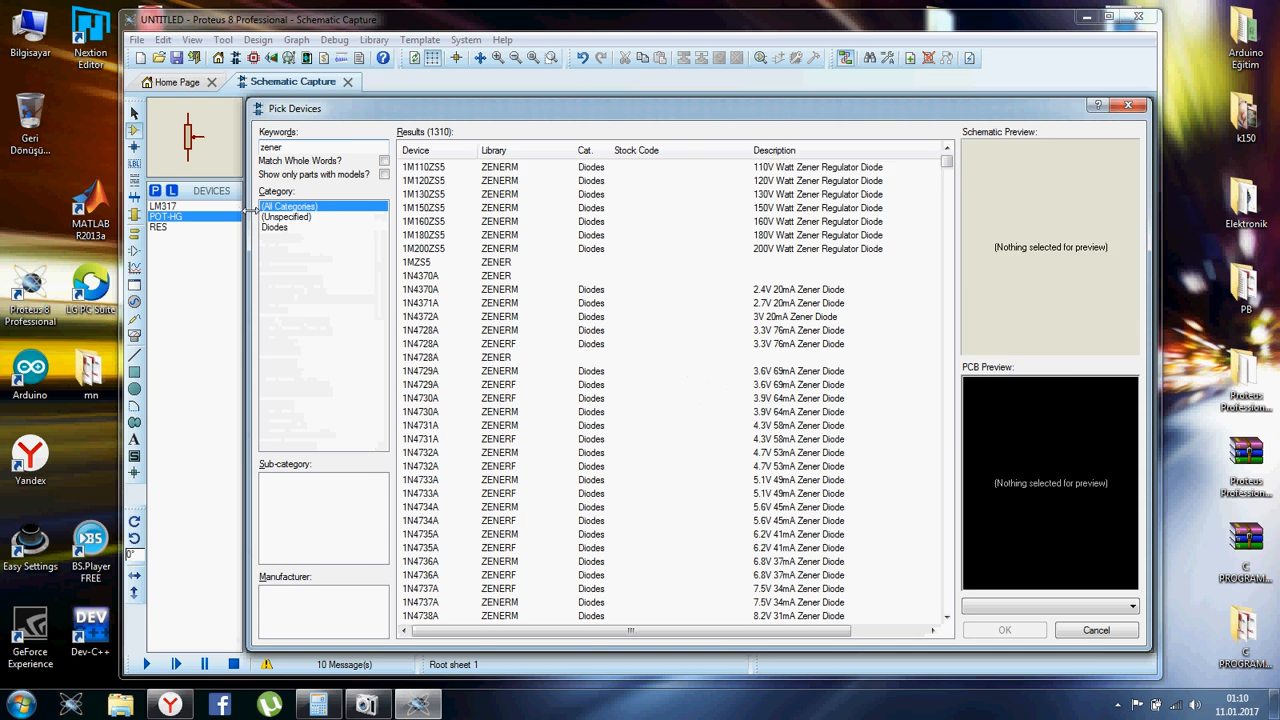 UNTITLED - Proteus 8 Professional - Schematic Capture
File Edit View Tool Design Graph Debug Library Template System Help
Home Page
Schematic Capture
Pick Devices
Keywords:
zener
Match Whole Words?
Show only parts with models?
Category:
(All Categories)
(Unspecified)
Diodes
Sub-category:
Manufacturer:
P L DEVICES
LM317
POT-HG
RES
LBL
A
S
0°
Results (1310):
Device Library Cat. Stock Code Description
1M110ZS5 ZENERM Diodes 110V Watt Zener Regulator Diode
1M120ZS5 ZENERM Diodes 120V Watt Zener Regulator Diode
1M130ZS5 ZENERM Diodes 130V Watt Zener Regulator Diode
1M150ZS5 ZENERM Diodes 150V Watt Zener Regulator Diode
1M160ZS5 ZENERM Diodes 160V Watt Zener Regulator Diode
1M180ZS5 ZENERM Diodes 180V Watt Zener Regulator Diode
1M200ZS5 ZENERM Diodes 200V Watt Zener Regulator Diode
1MZS5 ZENER
1N4370A ZENER
1N4370A ZENERM Diodes 2.4V 20mA Zener Diode
1N4371A ZENERM Diodes 2.7V 20mA Zener Diode
1N4372A ZENERM Diodes 3V 20mA Zener Diode
1N4728A ZENERM Diodes 3.3V 76mA Zener Diode
1N4728A ZENERF Diodes 3.3V 76mA Zener Diode
1N4728A ZENER
1N4729A ZENERM Diodes 3.6V 69mA Zener Diode
1N4729A ZENERF Diodes 3.6V 69mA Zener Diode
1N4730A ZENERF Diodes 3.9V 64mA Zener Diode
1N4730A ZENERM Diodes 3.9V 64mA Zener Diode
1N4731A ZENERM Diodes 4.3V 58mA Zener Diode
1N4731A ZENERF Diodes 4.3V 58mA Zener Diode
1N4732A ZENERM Diodes 4.7V 53mA Zener Diode
1N4732A ZENERF Diodes 4.7V 53mA Zener Diode
1N4733A ZENERM Diodes 5.1V 49mA Zener Diode
1N4733A ZENERF Diodes 5.1V 49mA Zener Diode
1N4734A ZENERM Diodes 5.6V 45mA Zener Diode
1N4734A ZENERF Diodes 5.6V 45mA Zener Diode
1N4735A ZENERM Diodes 6.2V 41mA Zener Diode
1N4735A ZENERF Diodes 6.2V 41mA Zener Diode
1N4736A ZENERM Diodes 6.8V 37mA Zener Diode
1N4736A ZENERF Diodes 6.8V 37mA Zener Diode
1N4737A ZENERF Diodes 7.5V 34mA Zener Diode
1N4737A ZENERM Diodes 7.5V 34mA Zener Diode
1N4738A ZENERM Diodes 8.2V 31mA Zener Diode
Schematic Preview:
(Nothing selected for preview)
PCB Preview:
(Nothing selected for preview)
OK Cancel
10 Message(s) Root sheet 1
Bilgisayar
Nextion
Editor
Geri
Dönüşü...
MATLAB
R2013a
Proteus 8
Professional
LG PC Suite
Arduino
mn
Yandex
Easy Settings
BS.Player
FREE
GeForce
Experience
DEV
Dev-C++
Arduino
Eğitim
k150
Elektronik
PB
Proteus
Profession...
Proteus
Profession...
C
PROGRAM...
C
PROGRAM...
01:10
11.01.2017